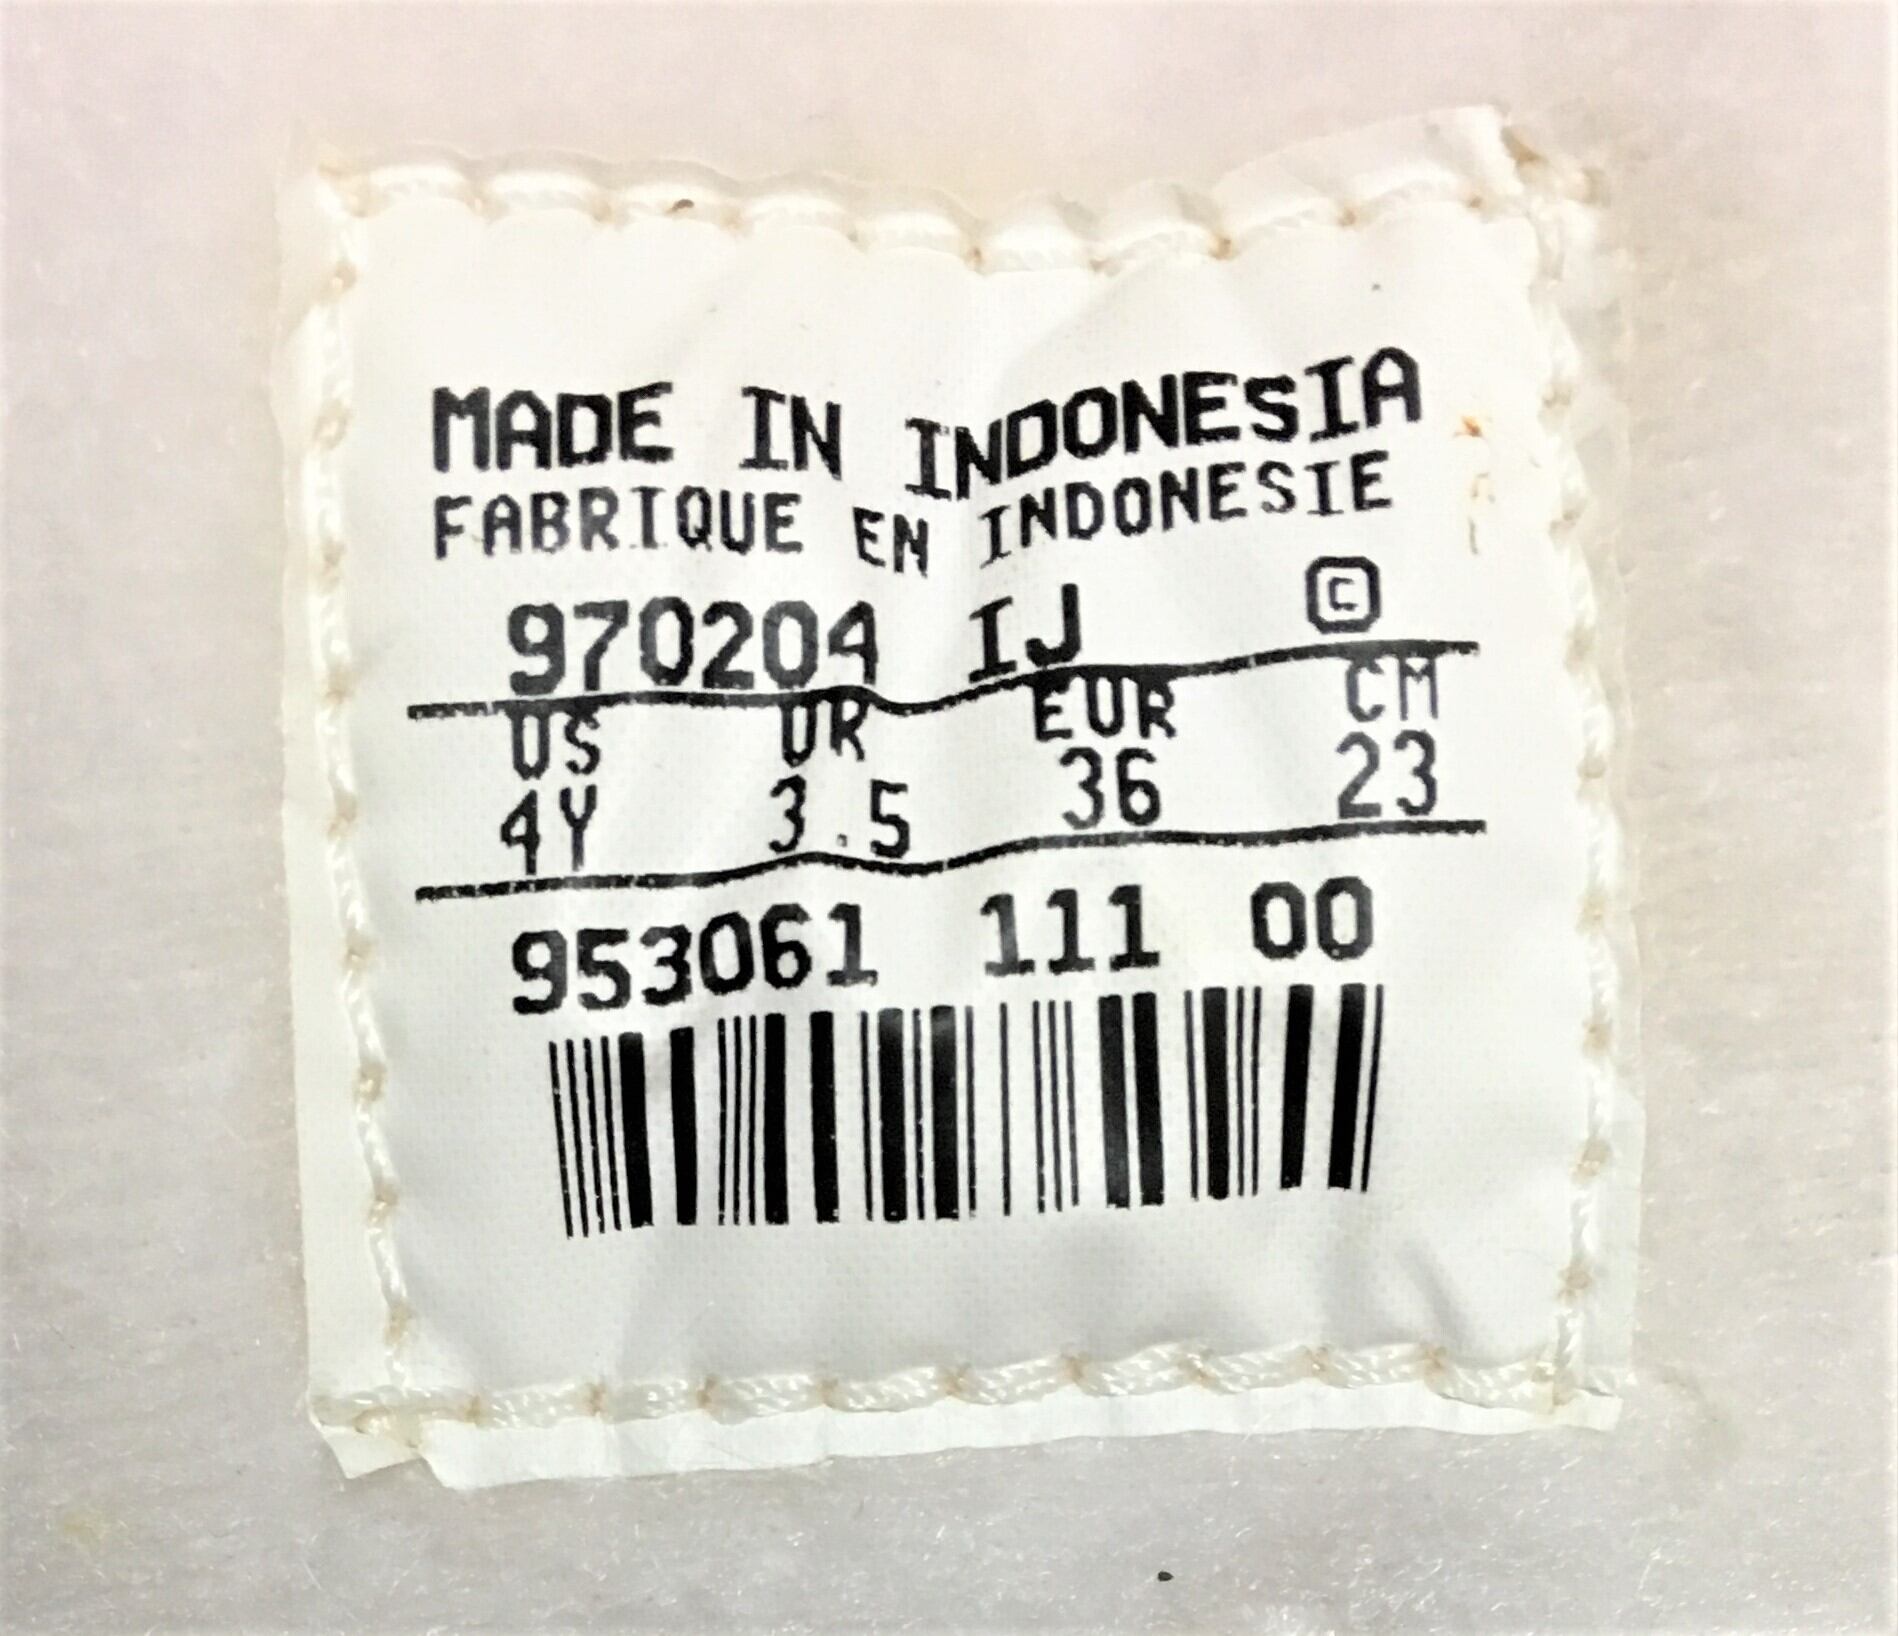 MADE IN INDONESIA
FABRIQUE EN INDONESIE
970204 IJ ©
US UK EUR CM
4Y 3.5 36 23
953061 111 00